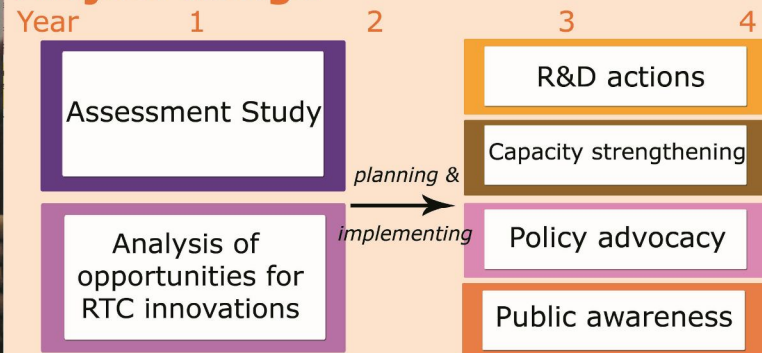 Year 1 2 3 4
Assessment Study
R&D actions
Capacity strengthening
planning &
implementing
Analysis of
opportunities for
RTC innovations
Policy advocacy
Public awareness